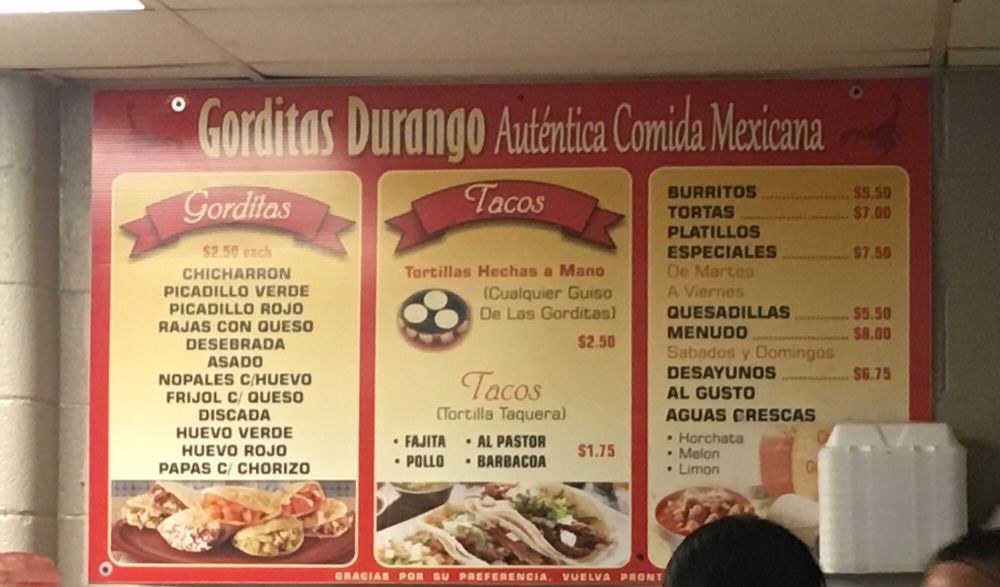 Gorditas Durango Auténtica Comida Mexicana
Gorditas
$2.50 each
CHICHARRON
PICADILLO VERDE
PICADILLO ROJO
RAJAS CON QUESO
DESEBRADA
ASADO
NOPALES C/HUEVO
FRIJOL C/ QUESO
DISCADA
HUEVO VERDE
HUEVO ROJO
PAPAS C/ CHORIZO
Tacos
Tortillas Hechas a Mano
(Cualquier Guiso
De Las Gorditas)
$2.50
Tacos
(Tortilla Taquera)
• FAJITA • AL PASTOR
• POLLO • BARBACOA
$1.75
BURRITOS $5.50
TORTAS $7.00
PLATILLOS
ESPECIALES $7.50
De Martes
A Viernes
QUESADILLAS $5.50
MENUDO $8.00
Sabados y Domingos
DESAYUNOS $6.75
AL GUSTO
AGUAS FRESCAS
• Horchata
• Melon
• Limon
GRACIAS POR SU PREFERENCIA. VUELVA PRONT